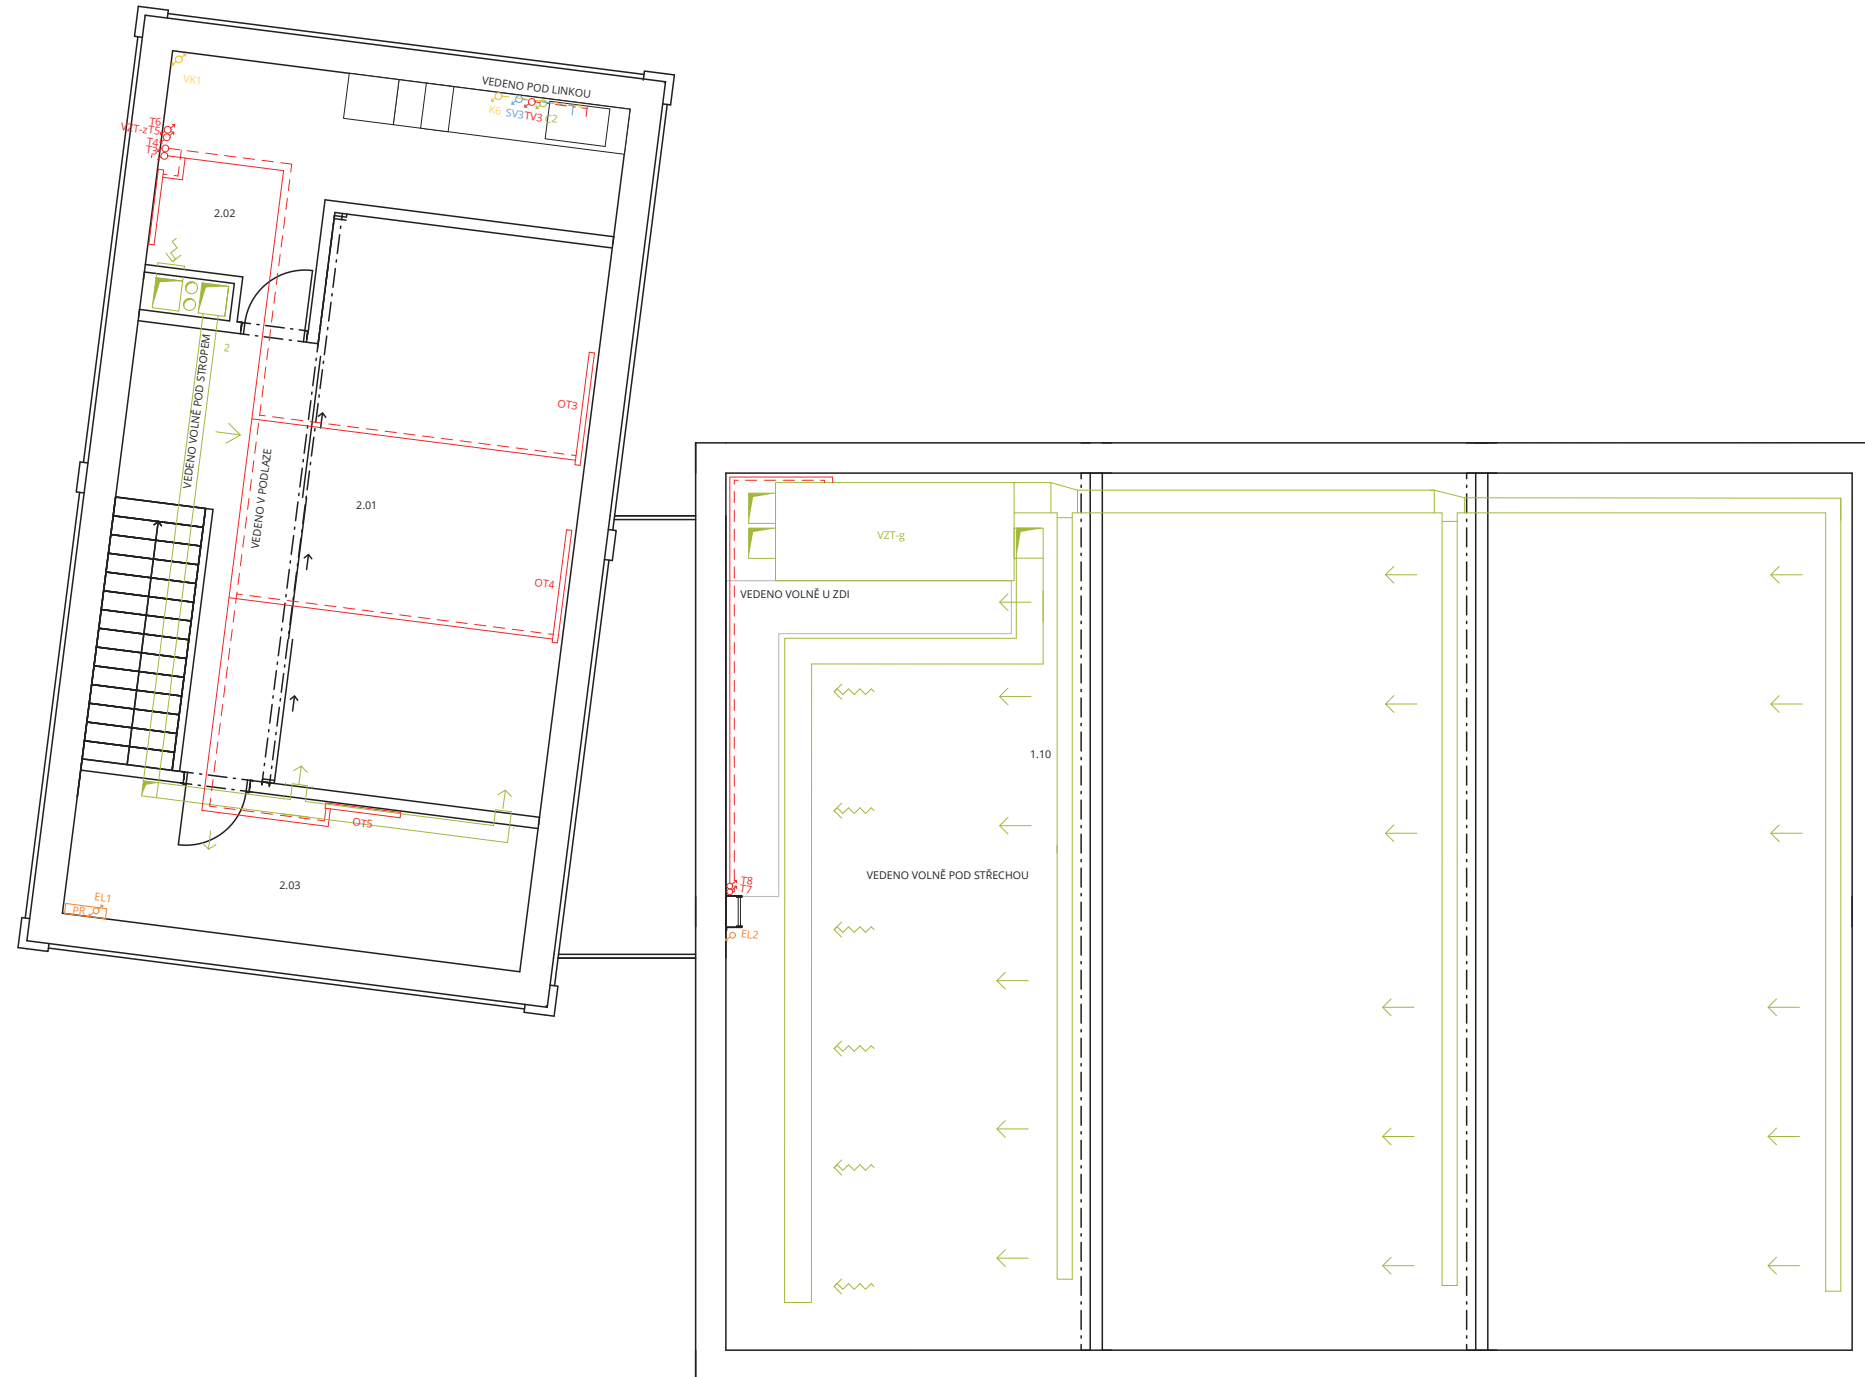 VEDENO POD LINKOU
VK1
K6
SV3
TV3
C2
T6
VZT-z
T5
T4
T3
2.02
2
VEDENO VOLNĚ POD STROPEM
OT3
VEDENO V PODLAZE
2.01
OT4
OT5
2.03
EL1
PR
VZT-g
VEDENO VOLNĚ U ZDI
1.10
VEDENO VOLNĚ POD STŘECHOU
T8
T7
EL2